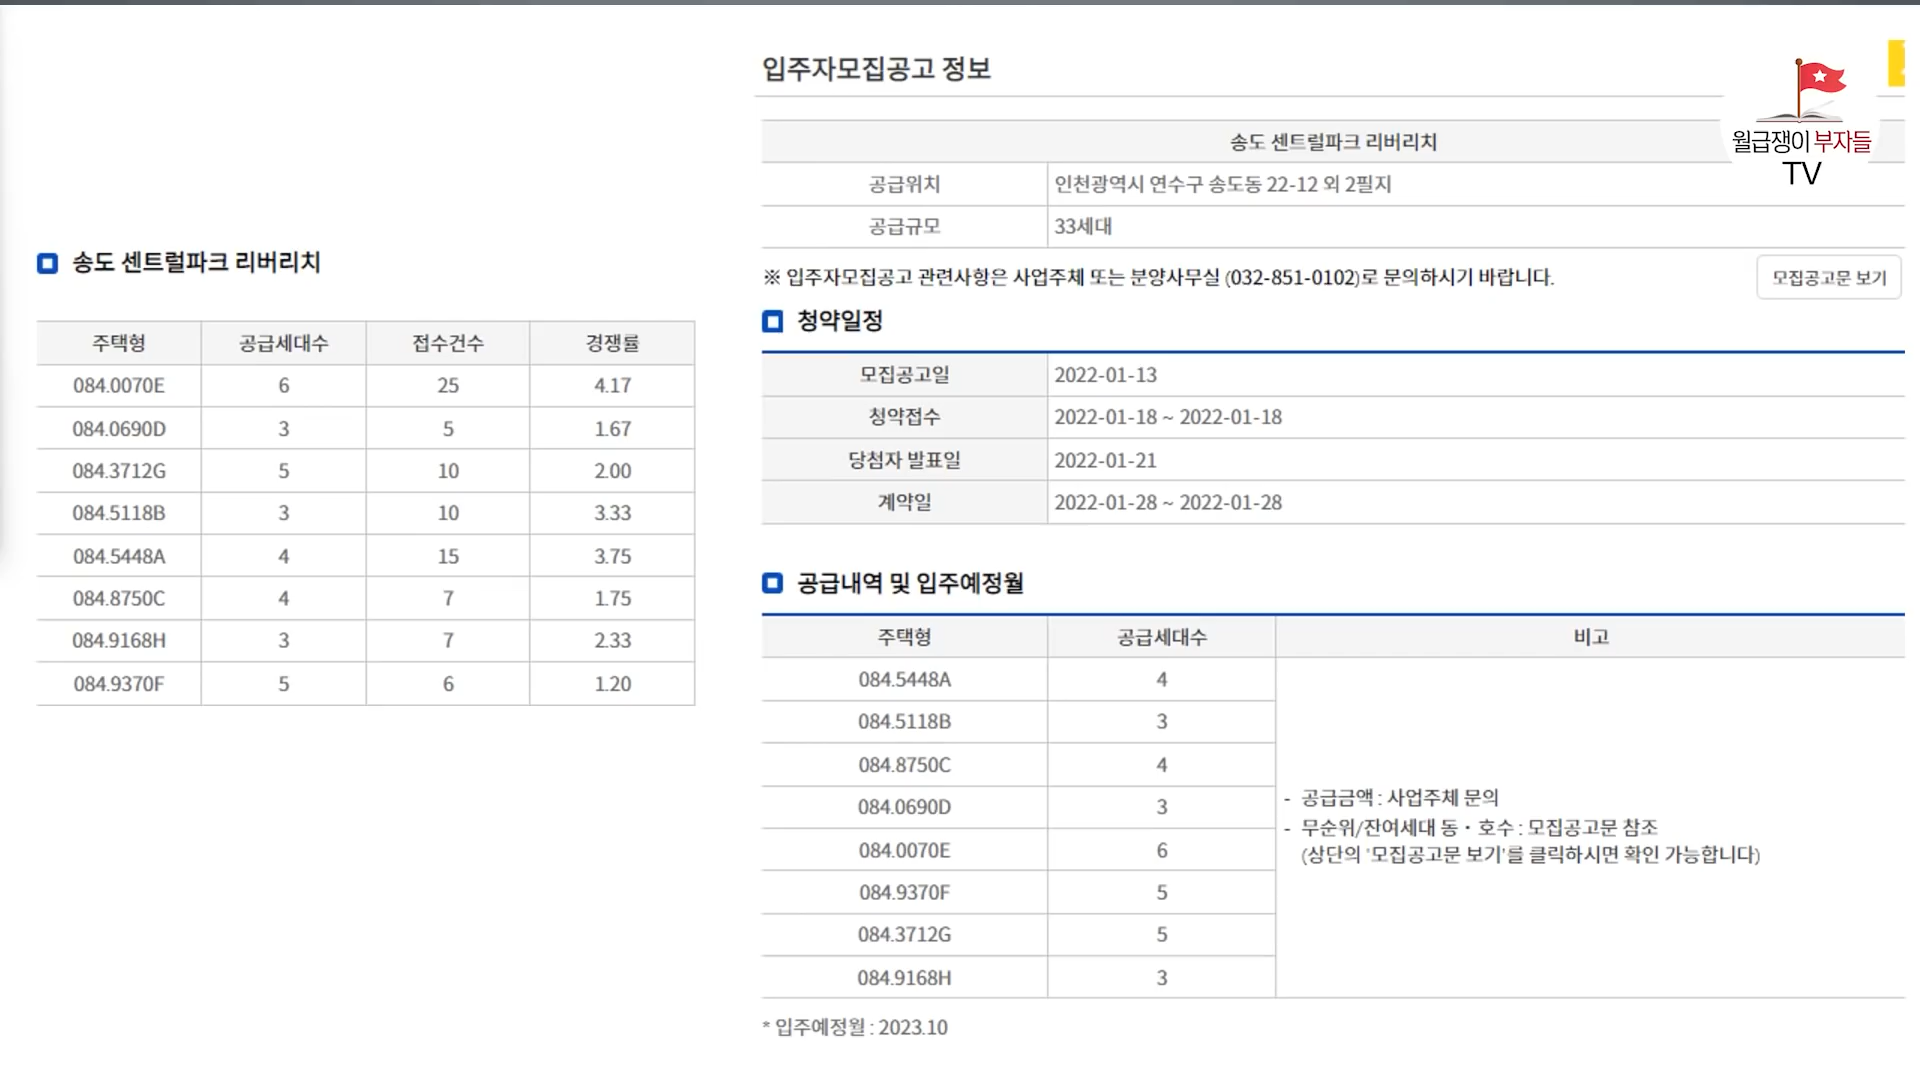 송도 센트럴파크 리버리치
주택형 공급세대수 접수건수 경쟁률
084.0070E 6 25 4.17
084.0690D 3 5 1.67
084.3712G 5 10 2.00
084.5118B 3 10 3.33
084.5448A 4 15 3.75
084.8750C 4 7 1.75
084.9168H 3 7 2.33
084.9370F 5 6 1.20
입주자모집공고 정보
송도 센트럴파크 리버리치
공급위치 인천광역시 연수구 송도동 22-12 외 2필지
공급규모 33세대
※ 입주자모집공고 관련사항은 사업주체 또는 분양사무실 (032-851-0102)로 문의하시기 바랍니다.
모집공고문 보기
청약일정
모집공고일 2022-01-13
청약접수 2022-01-18 ~ 2022-01-18
당첨자 발표일 2022-01-21
계약일 2022-01-28 ~ 2022-01-28
공급내역 및 입주예정월
주택형 공급세대수 비고
084.5448A 4
084.5118B 3
084.8750C 4
084.0690D 3
084.0070E 6
084.9370F 5
084.3712G 5
084.9168H 3
- 공급금액 : 사업주체 문의
- 무순위/잔여세대 동・호수 : 모집공고문 참조
(상단의 '모집공고문 보기'를 클릭하시면 확인 가능합니다)
* 입주예정월 : 2023.10
월급쟁이 부자들
TV